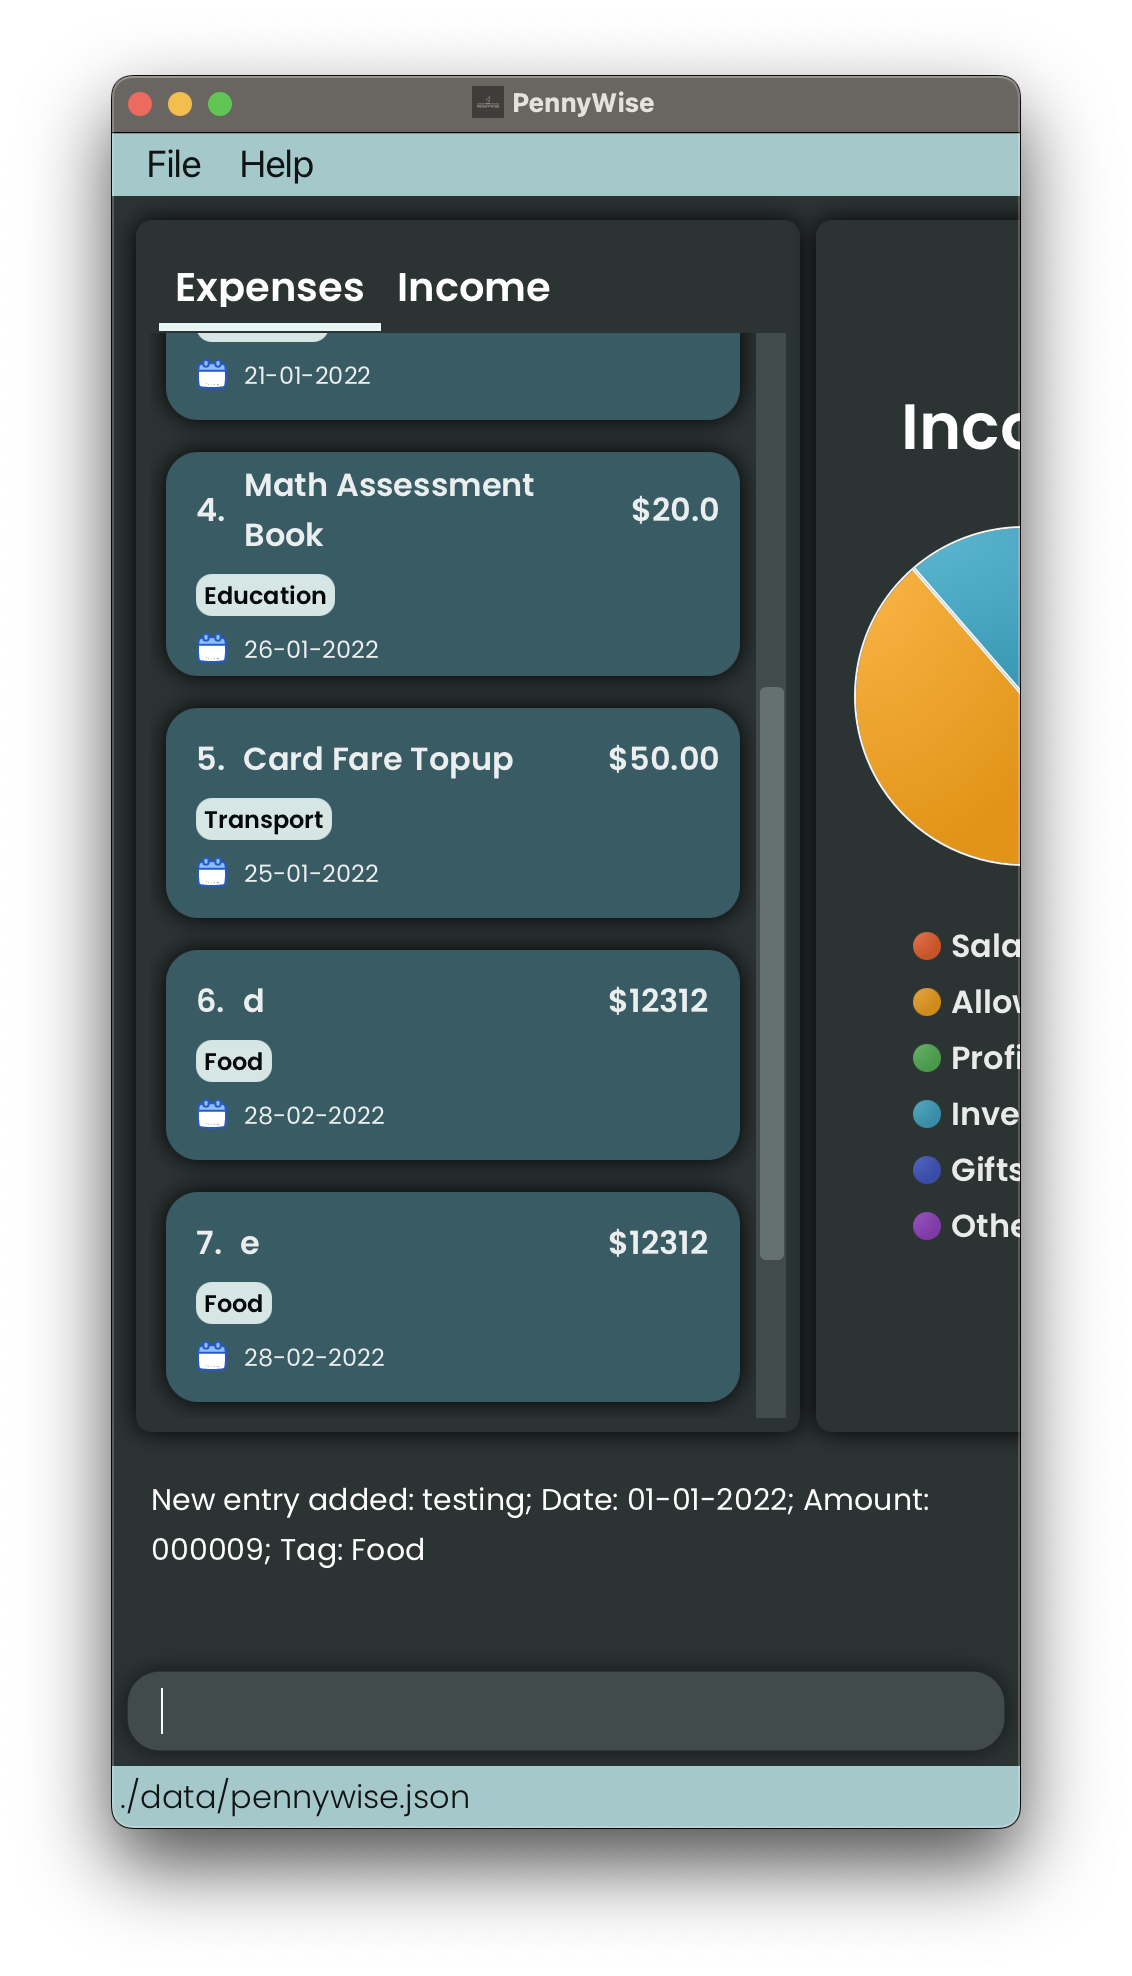 PennyWise
File Help
Expenses Income
21-01-2022
4. Math Assessment
Book
$20.0
Education
26-01-2022
5. Card Fare Topup $50.00
Transport
25-01-2022
6. d $12312
Food
28-02-2022
7. e $12312
Food
28-02-2022
Inco
Sala
Allow
Profi
Inve
Gifts
Othe
New entry added: testing; Date: 01-01-2022; Amount:
000009; Tag: Food
./data/pennywise.json